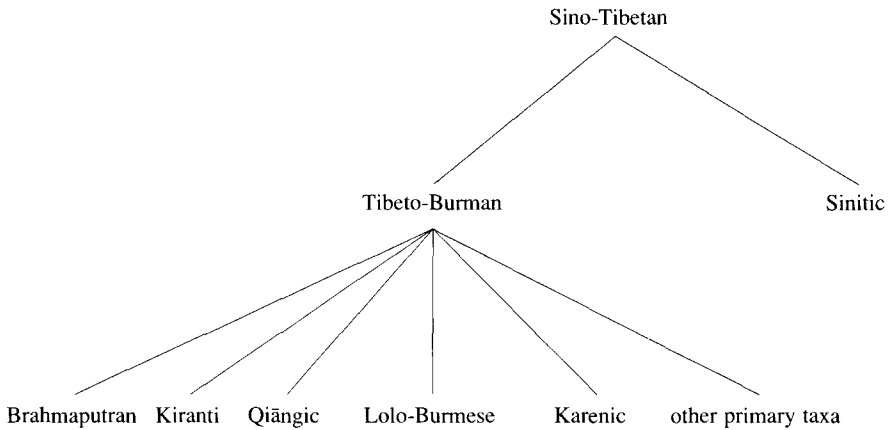 Sino-Tibetan
Tibeto-Burman Sinitic
Brahmaputran Kiranti Qiāngic Lolo-Burmese Karenic other primary taxa